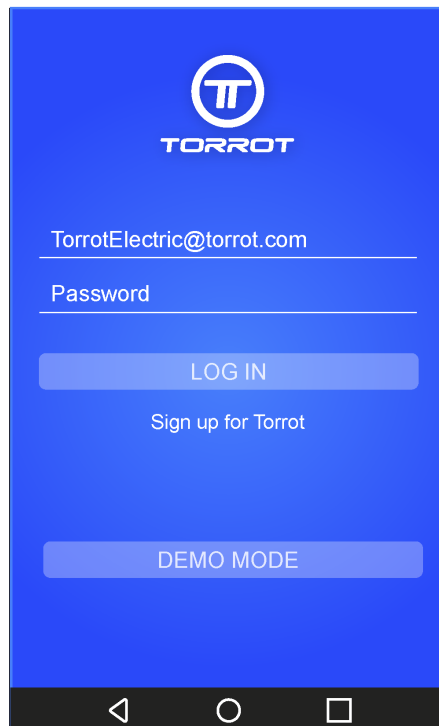 TORROT
TorrotElectric@torrot.com
Password
LOG IN
Sign up for Torrot
DEMO MODE